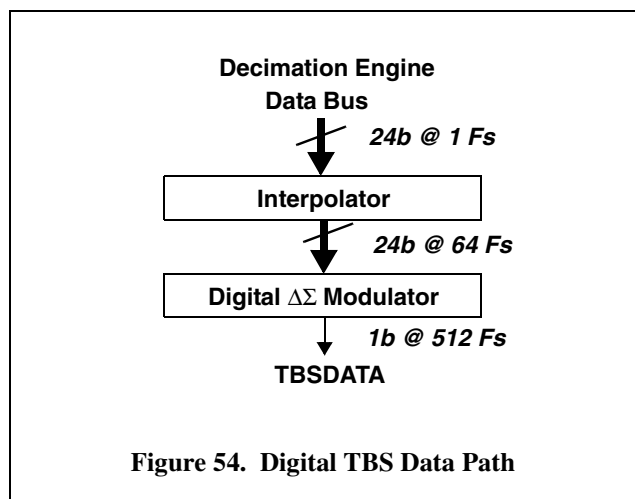 Decimation Engine
Data Bus
24b @ 1 Fs
Interpolator
24b @ 64 Fs
Digital ΔΣ Modulator
1b @ 512 Fs
TBSDATA
Figure 54. Digital TBS Data Path